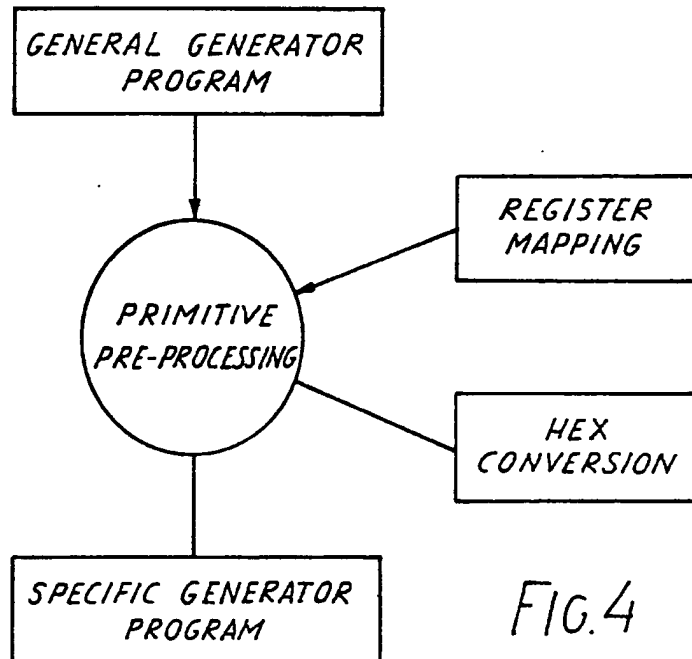 GENERAL GENERATOR
PROGRAM
REGISTER
MAPPING
PRIMITIVE
PRE-PROCESSING
HEX
CONVERSION
SPECIFIC GENERATOR
PROGRAM
FIG.4